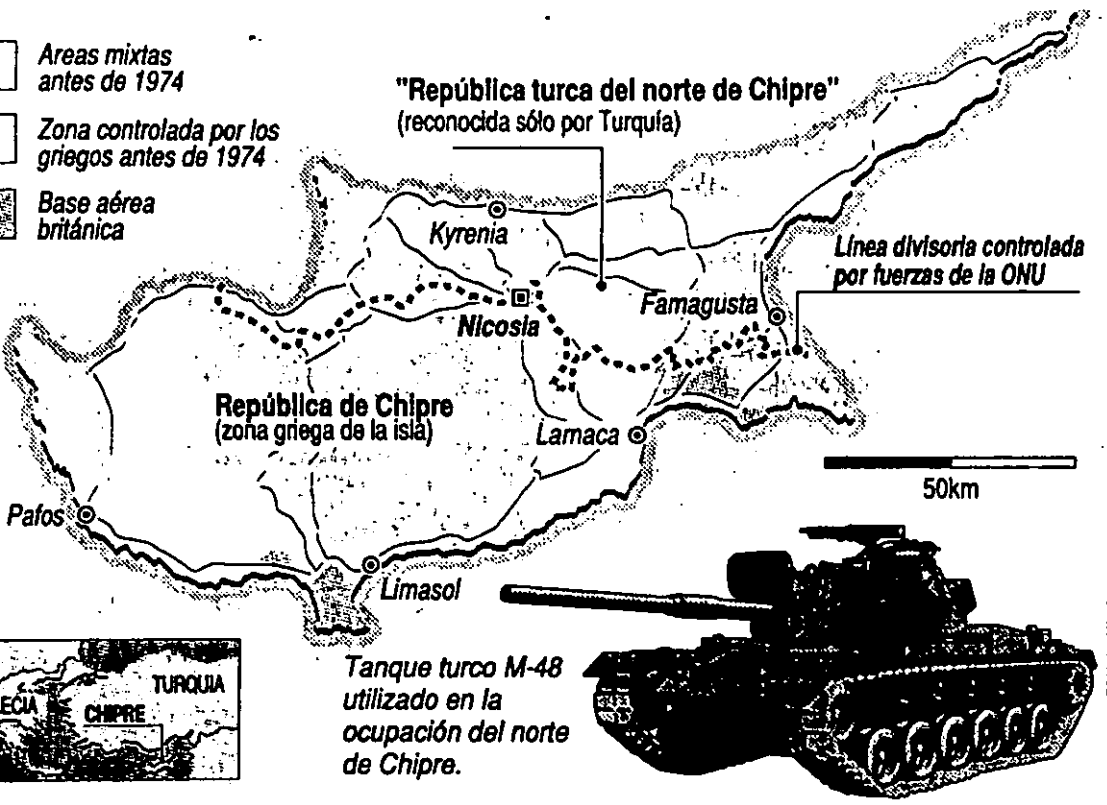 Areas mixtas
antes de 1974
Zona controlada por los
griegos antes de 1974
Base aérea
británica
"República turca del norte de Chipre"
(reconocida sólo por Turquía)
Kyrenia
Línea divisoria controlada
por fuerzas de la ONU
Famagusta
Nicosia
República de Chipre
(zona griega de la isla)
Larnaca
50km
Pafos
Limasol
TURQUIA
CHIPRE
Tanque turco M-48
utilizado en la
ocupación del norte
de Chipre.